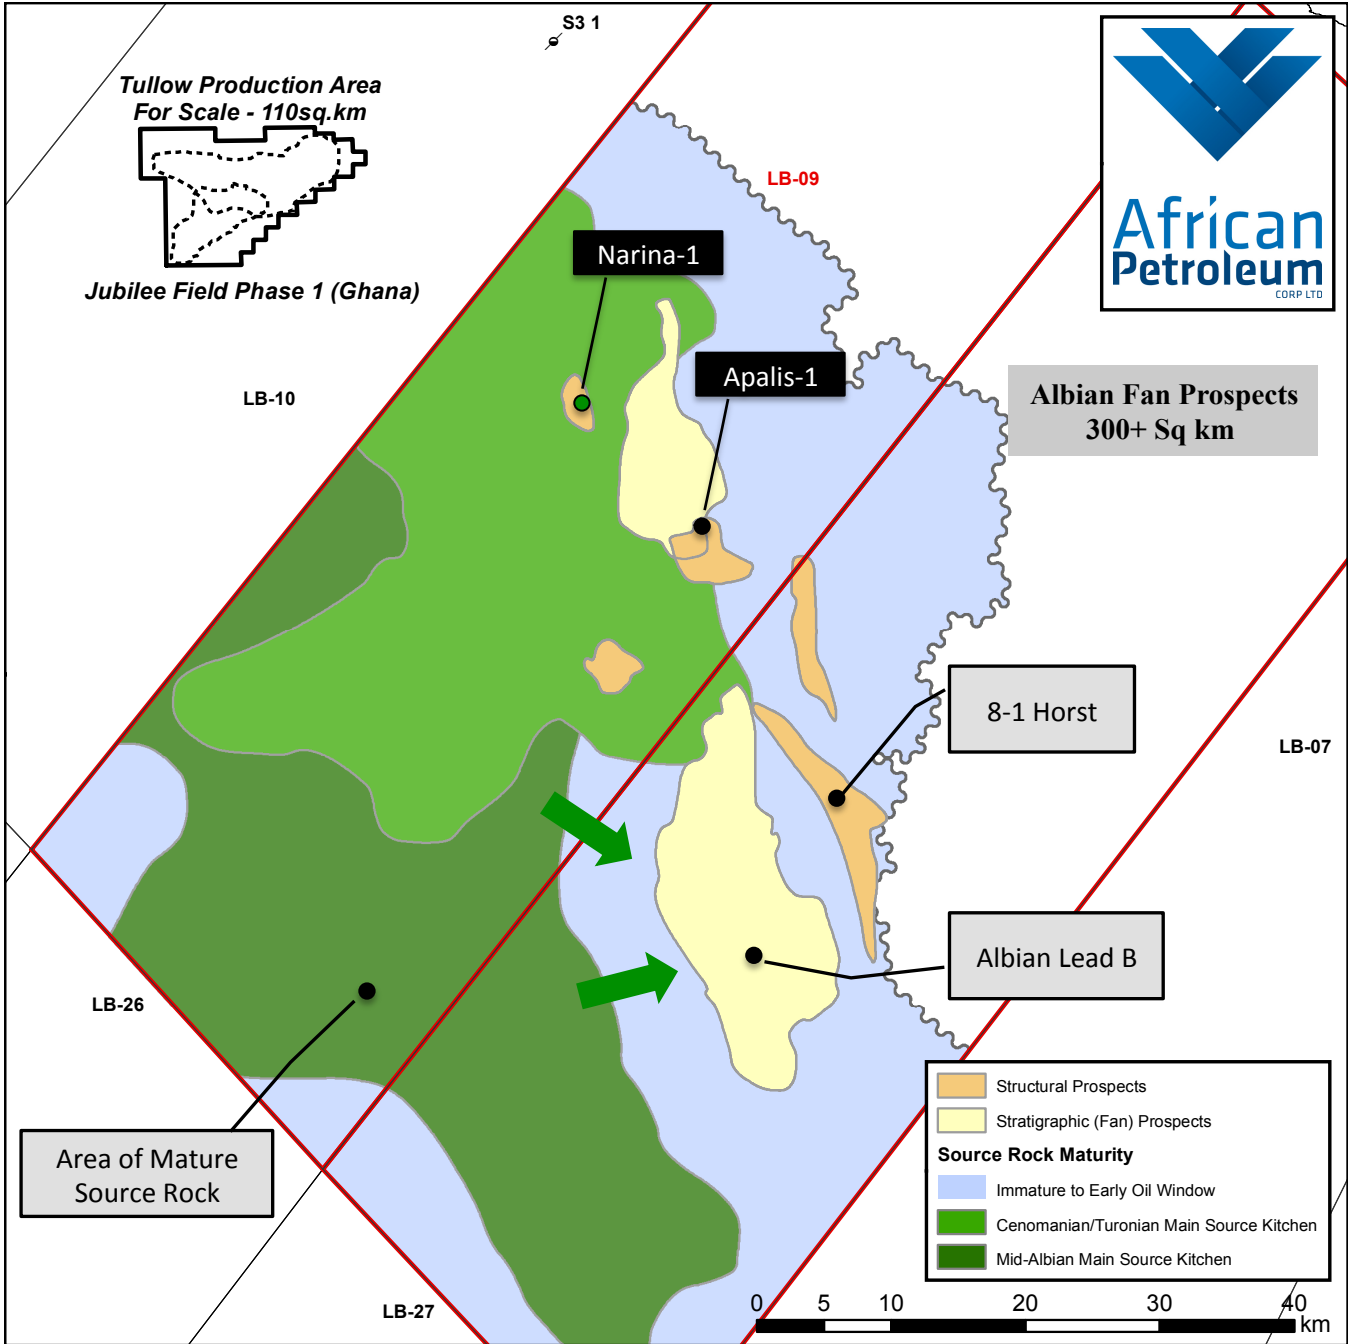 S3 1
Tullow Production Area
For Scale - 110sq.km
Jubilee Field Phase 1 (Ghana)
African
Petroleum
CORP LTD
LB-09
Narina-1
Apalis-1
LB-10
Albian Fan Prospects
300+ Sq km
8-1 Horst
LB-07
Albian Lead B
LB-26
Area of Mature
Source Rock
LB-27
Structural Prospects
Stratigraphic (Fan) Prospects
Source Rock Maturity
Immature to Early Oil Window
Cenomanian/Turonian Main Source Kitchen
Mid-Albian Main Source Kitchen
0 5 10 20 30 40
km